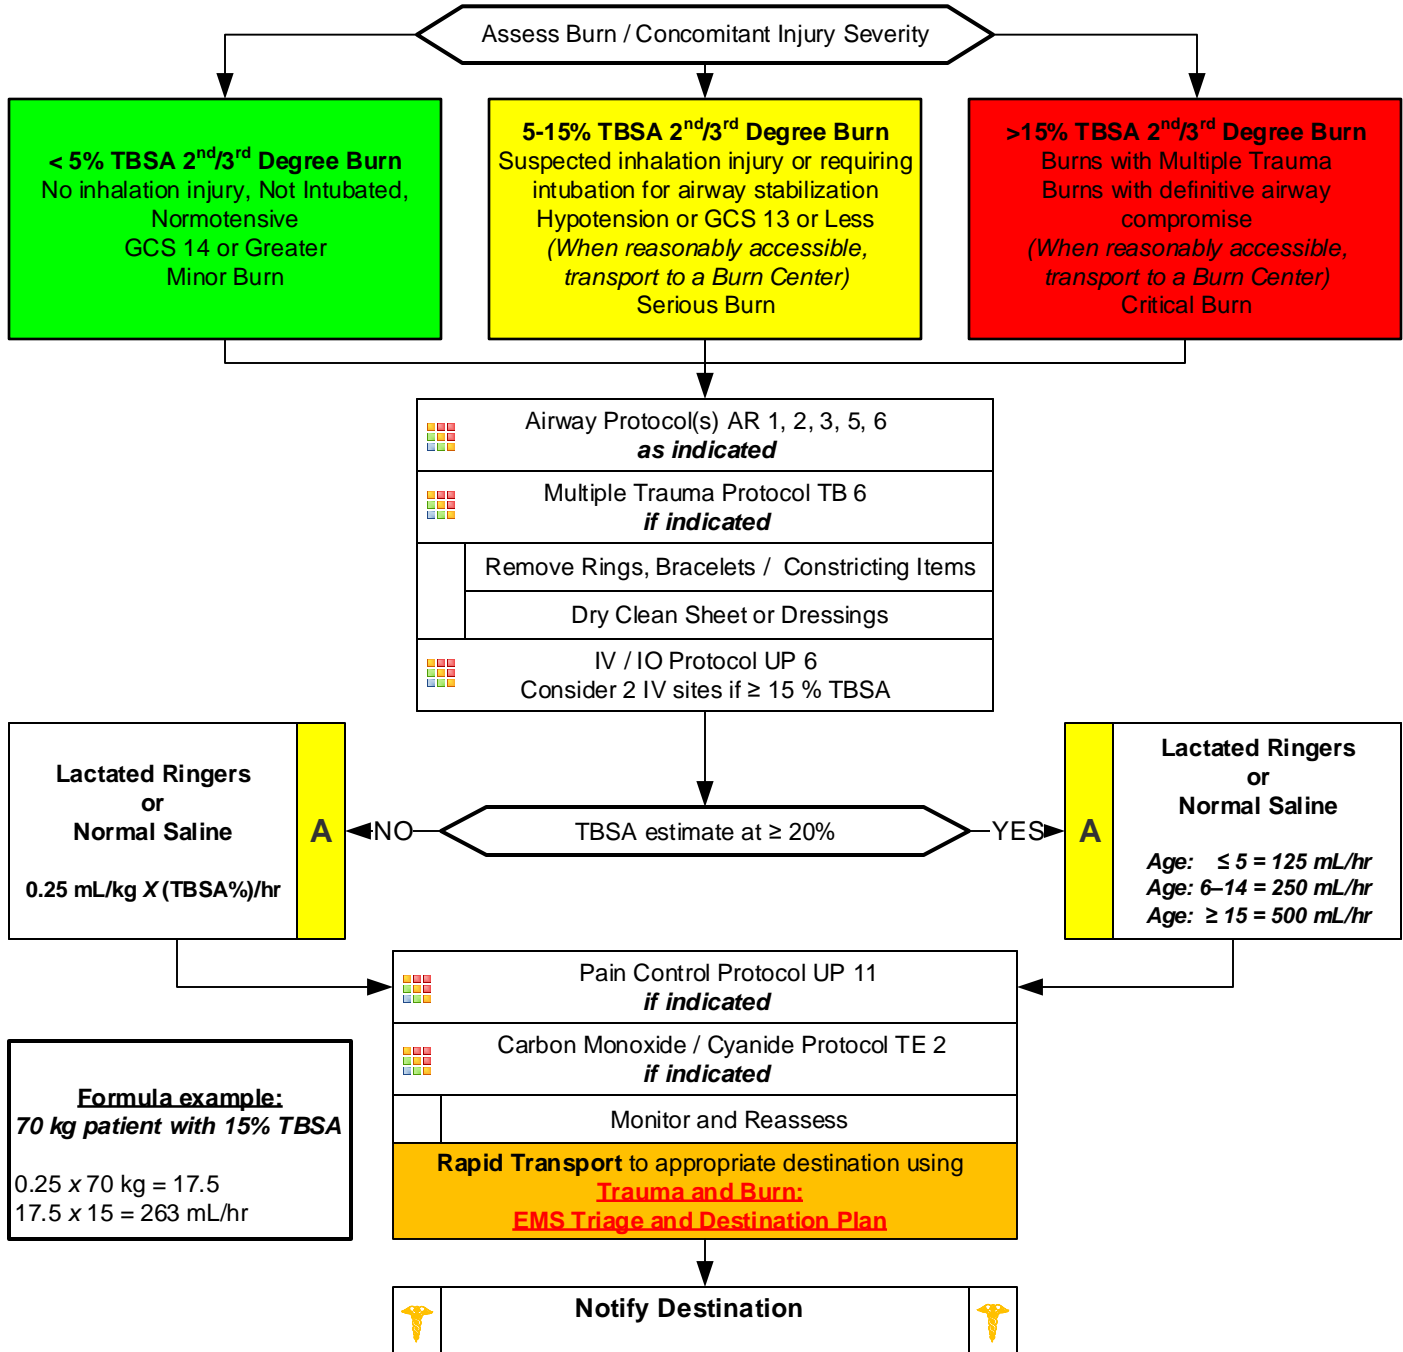 Assess Burn / Concomitant Injury Severity
< 5% TBSA 2nd/3rd Degree Burn
No inhalation injury, Not Intubated,
Normotensive
GCS 14 or Greater
Minor Burn
5-15% TBSA 2nd/3rd Degree Burn
Suspected inhalation injury or requiring
intubation for airway stabilization
Hypotension or GCS 13 or Less
(When reasonably accessible,
transport to a Burn Center)
Serious Burn
>15% TBSA 2nd/3rd Degree Burn
Burns with Multiple Trauma
Burns with definitive airway
compromise
(When reasonably accessible,
transport to a Burn Center)
Critical Burn
Airway Protocol(s) AR 1, 2, 3, 5, 6
as indicated
Multiple Trauma Protocol TB 6
if indicated
Remove Rings, Bracelets / Constricting Items
Dry Clean Sheet or Dressings
IV / IO Protocol UP 6
Consider 2 IV sites if ≥ 15 % TBSA
Lactated Ringers
or
Normal Saline
0.25 mL/kg X (TBSA%)/hr
A
NO
TBSA estimate at ≥ 20%
YES
A
Lactated Ringers
or
Normal Saline
Age: ≤ 5 = 125 mL/hr
Age: 6–14 = 250 mL/hr
Age: ≥ 15 = 500 mL/hr
Pain Control Protocol UP 11
if indicated
Carbon Monoxide / Cyanide Protocol TE 2
if indicated
Monitor and Reassess
Rapid Transport to appropriate destination using
Trauma and Burn:
EMS Triage and Destination Plan
Formula example:
70 kg patient with 15% TBSA
0.25 x 70 kg = 17.5
17.5 x 15 = 263 mL/hr
Notify Destination